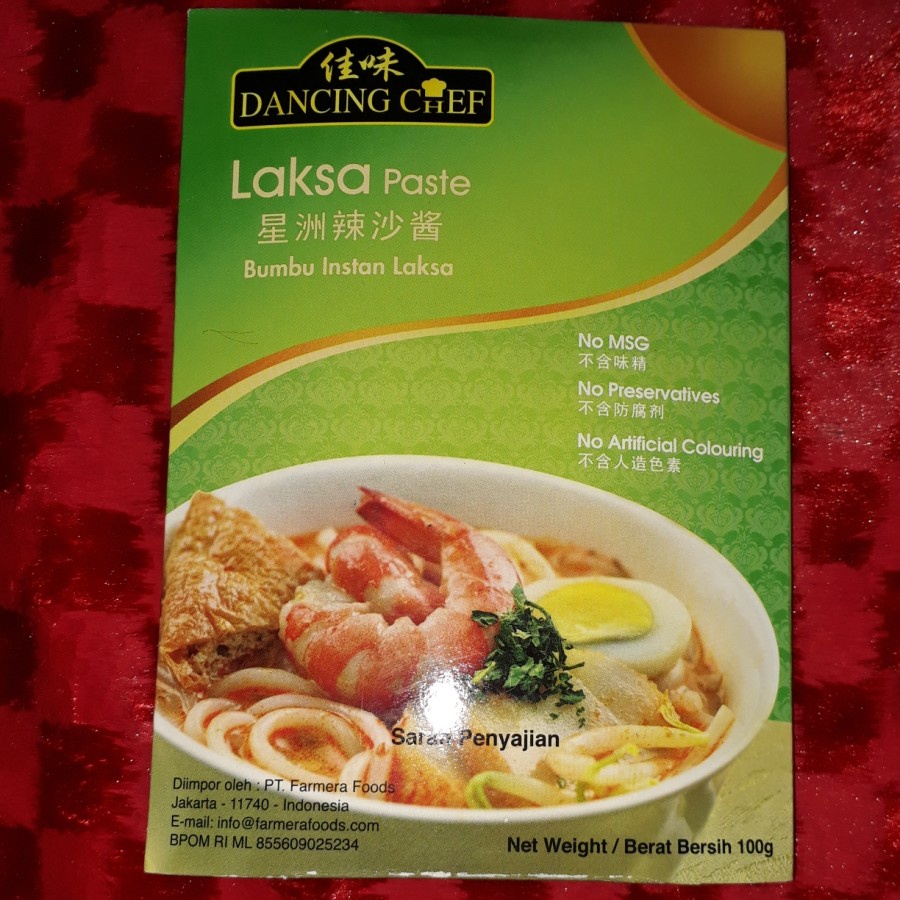 佳味
DANCING CHEF
Laksa Paste
星洲辣沙酱
Bumbu Instan Laksa
No MSG
不含味精
No Preservatives
不含防腐剂
No Artificial Colouring
不含人造色素
Saran Penyajian
Diimpor oleh : PT. Farmera Foods
Jakarta - 11740 - Indonesia
E-mail: info@farmerafoods.com
BPOM RI ML 855609025234
Net Weight / Berat Bersih 100g